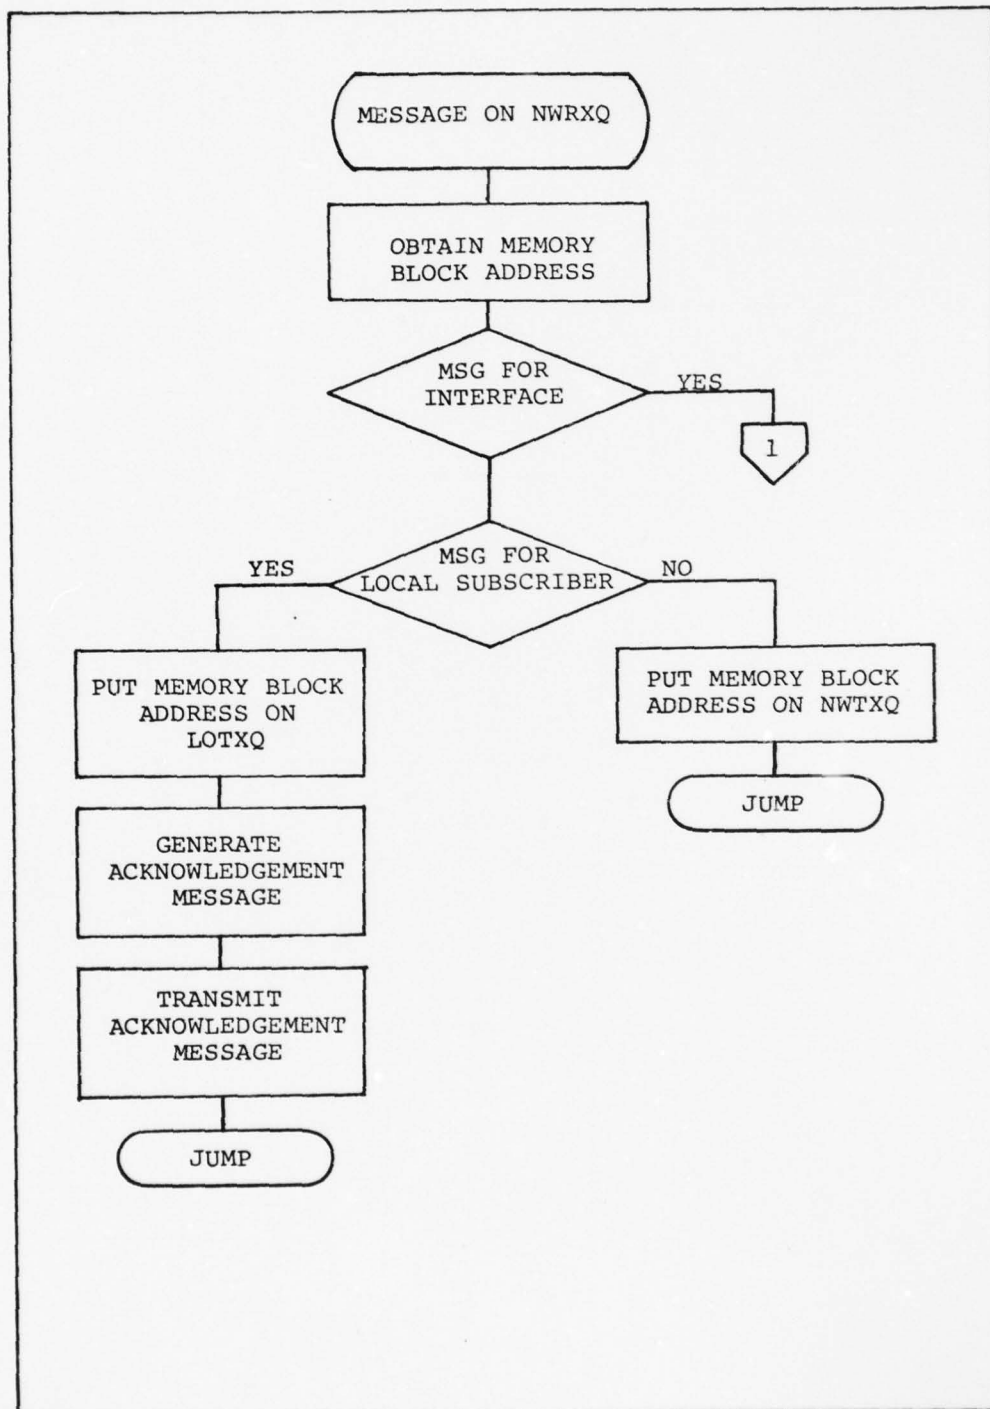 MESSAGE ON NWRXQ
OBTAIN MEMORY
BLOCK ADDRESS
MSG FOR
INTERFACE
YES
1
MSG FOR
LOCAL SUBSCRIBER
YES
NO
PUT MEMORY BLOCK
ADDRESS ON
LOTXQ
PUT MEMORY BLOCK
ADDRESS ON NWTXQ
JUMP
GENERATE
ACKNOWLEDGEMENT
MESSAGE
TRANSMIT
ACKNOWLEDGEMENT
MESSAGE
JUMP